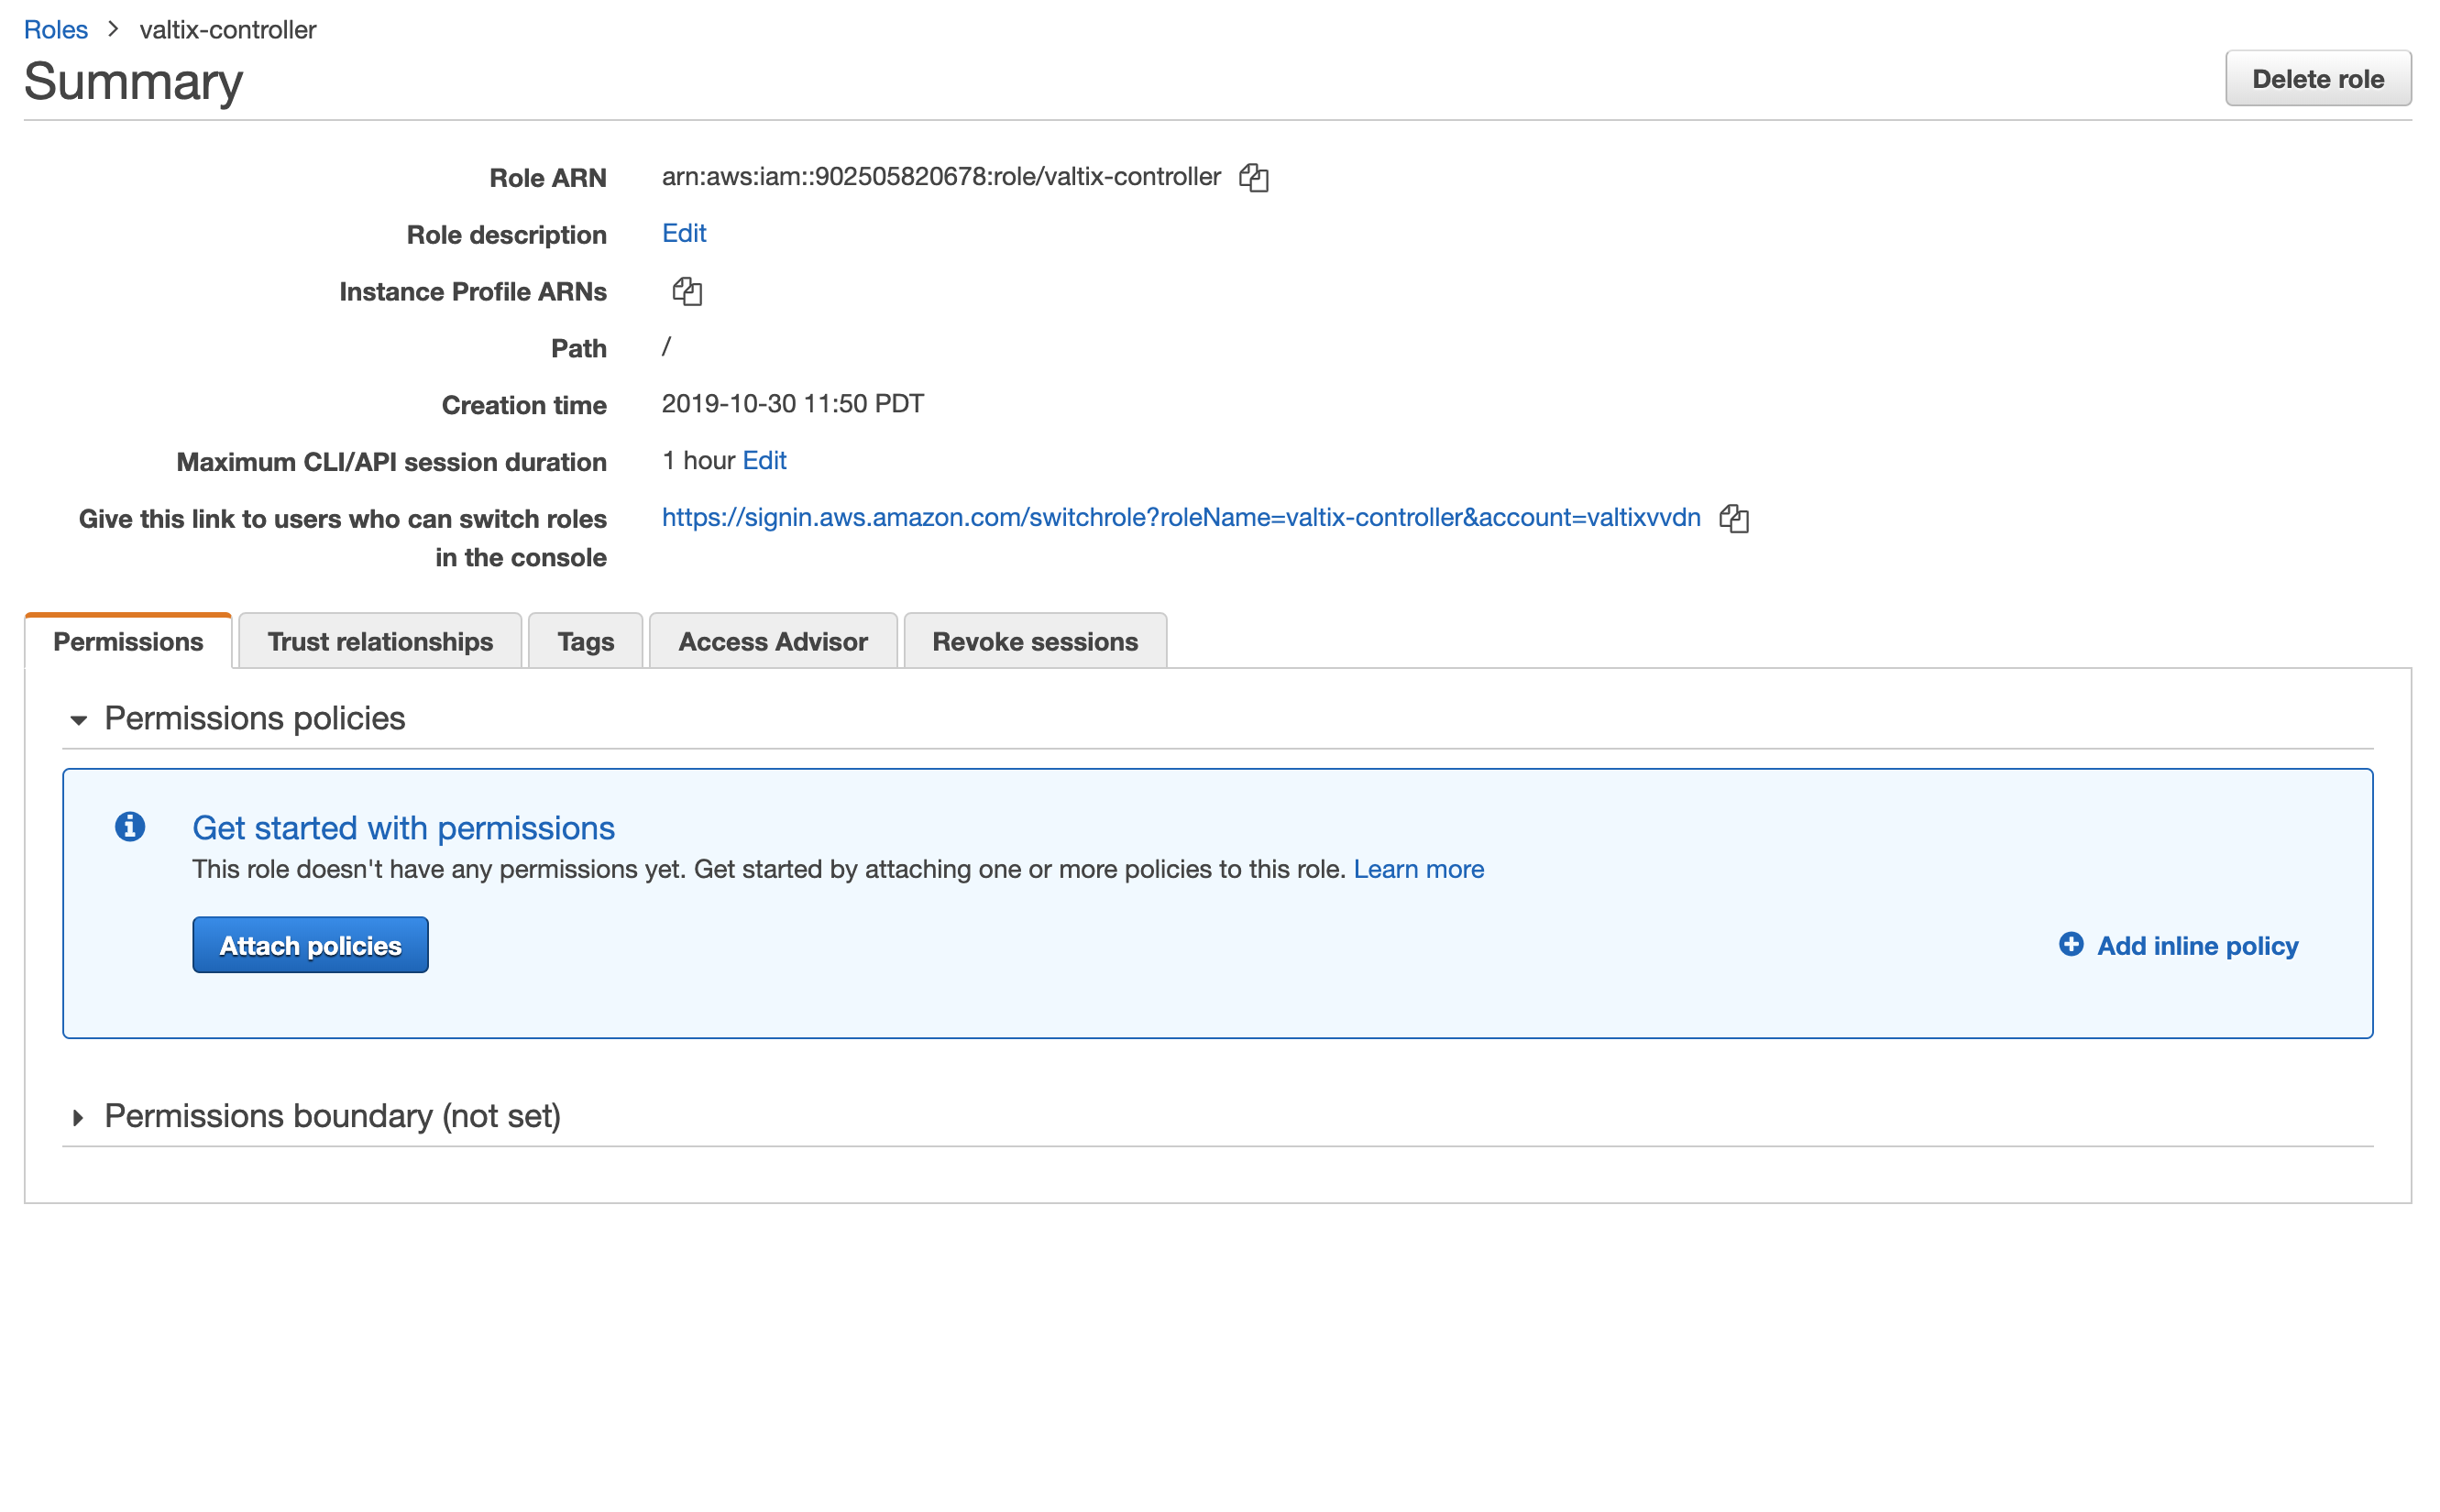 Roles > valtix-controller
Summary
Delete role
Role ARN arn:aws:iam::902505820678:role/valtix-controller
Role description Edit
Instance Profile ARNs
Path /
Creation time 2019-10-30 11:50 PDT
Maximum CLI/API session duration 1 hour Edit
Give this link to users who can switch roles https://signin.aws.amazon.com/switchrole?roleName=valtix-controller&account=valtixvvdn
in the console
Permissions Trust relationships Tags Access Advisor Revoke sessions
Permissions policies
Get started with permissions
This role doesn't have any permissions yet. Get started by attaching one or more policies to this role. Learn more
Attach policies Add inline policy
Permissions boundary (not set)